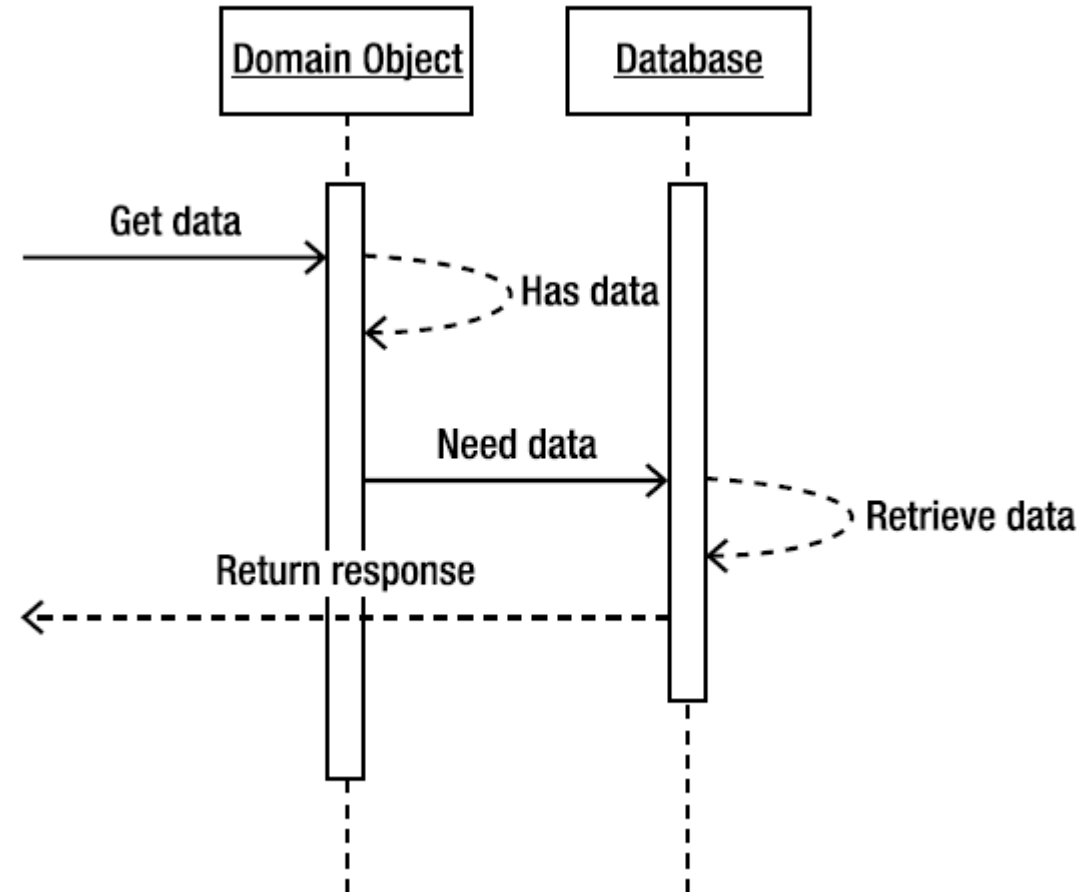 Domain Object
Database
Get data
Has data
Need data
Retrieve data
Return response